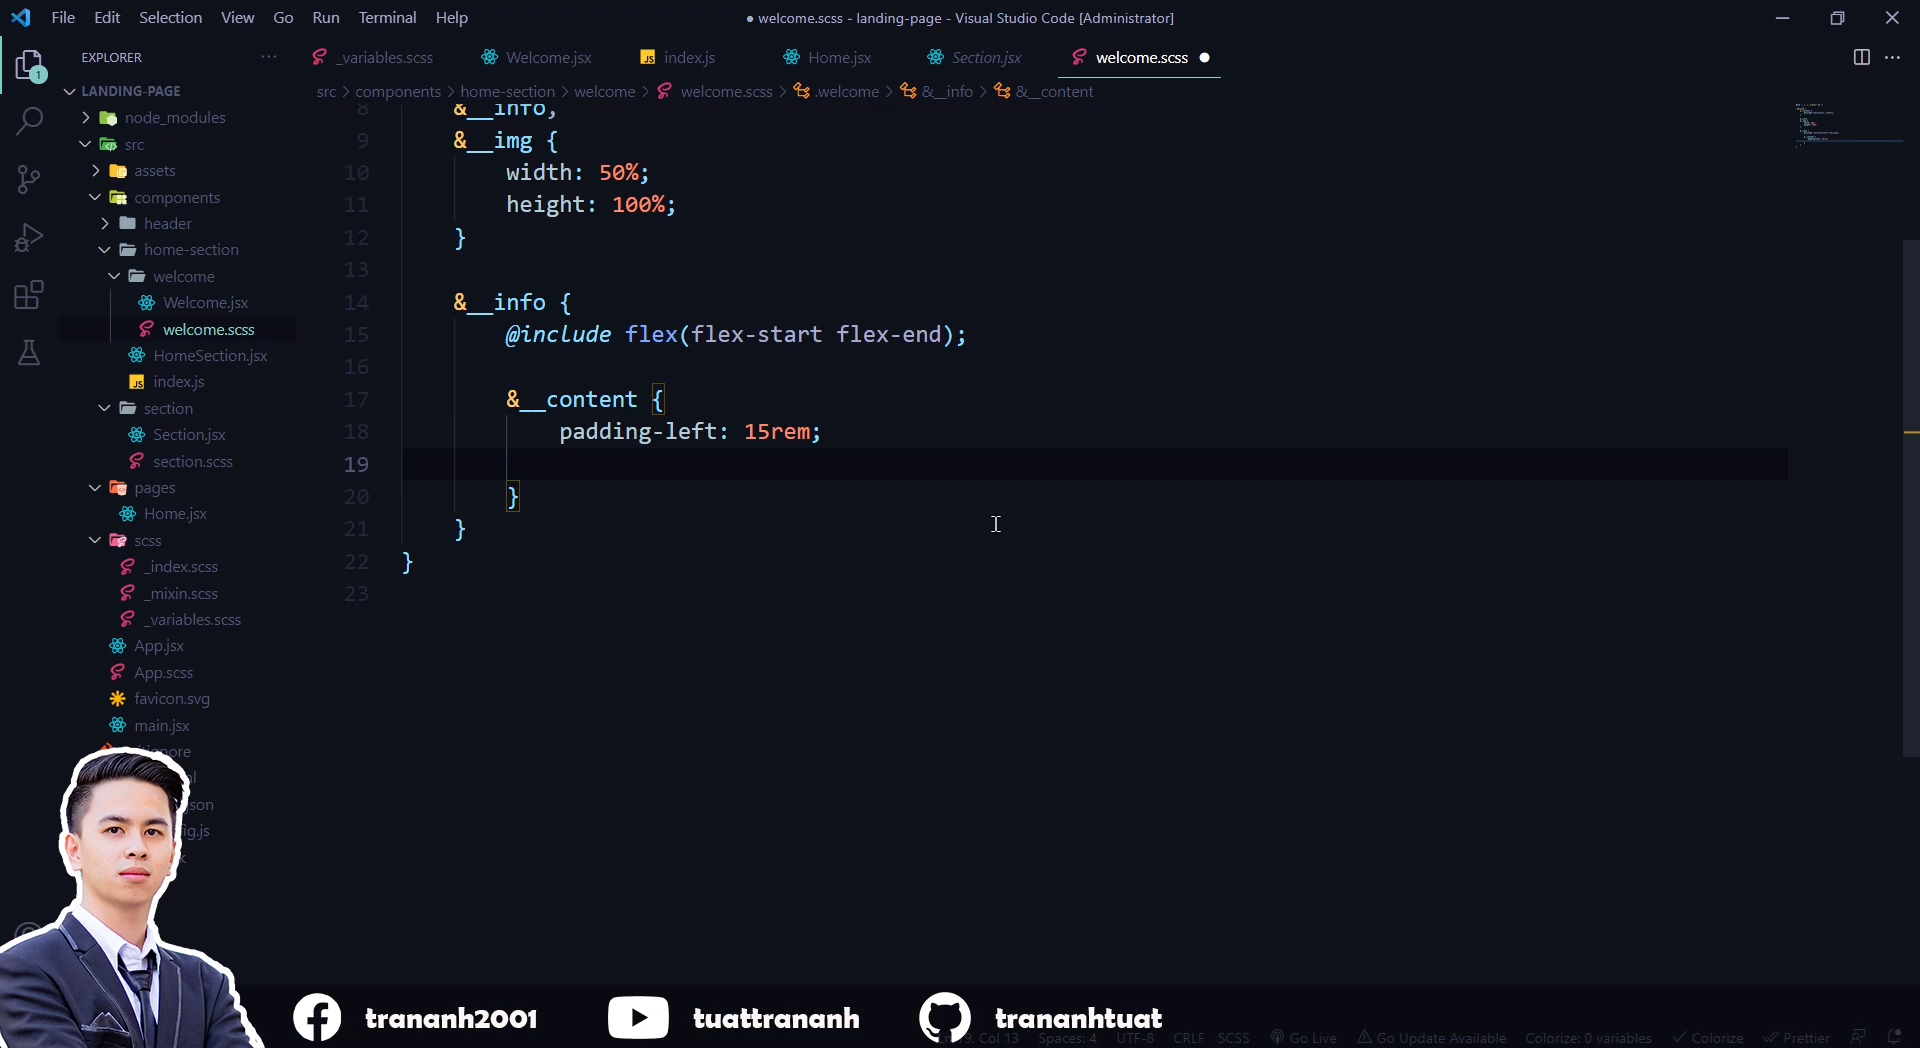 File Edit Selection View Go Run Terminal Help
● welcome.scss - landing-page - Visual Studio Code [Administrator]
EXPLORER ...
_variables.scss Welcome.jsx index.js Home.jsx Section.jsx welcome.scss ●
src > components > home-section > welcome > welcome.scss > .welcome > &__info > &__content
LANDING-PAGE
node_modules
src
assets
components
header
home-section
welcome
Welcome.jsx
welcome.scss
HomeSection.jsx
index.js
section
Section.jsx
section.scss
pages
Home.jsx
scss
_index.scss
_mixin.scss
_variables.scss
App.jsx
App.scss
favicon.svg
main.jsx
1
8 &__info,
9 &__img {
10 width: 50%;
11 height: 100%;
12 }
13
14 &__info {
15 @include flex(flex-start flex-end);
16
17 &__content {
18 padding-left: 15rem;
19
20 }
21 }
22 }
23
trananh2001 tuattrananh trananhtuat
Col 13 Spaces: 4 UTF-8 CRLF SCSS Go Live Go Update Available Colorize: 0 variables Colorize Prettier